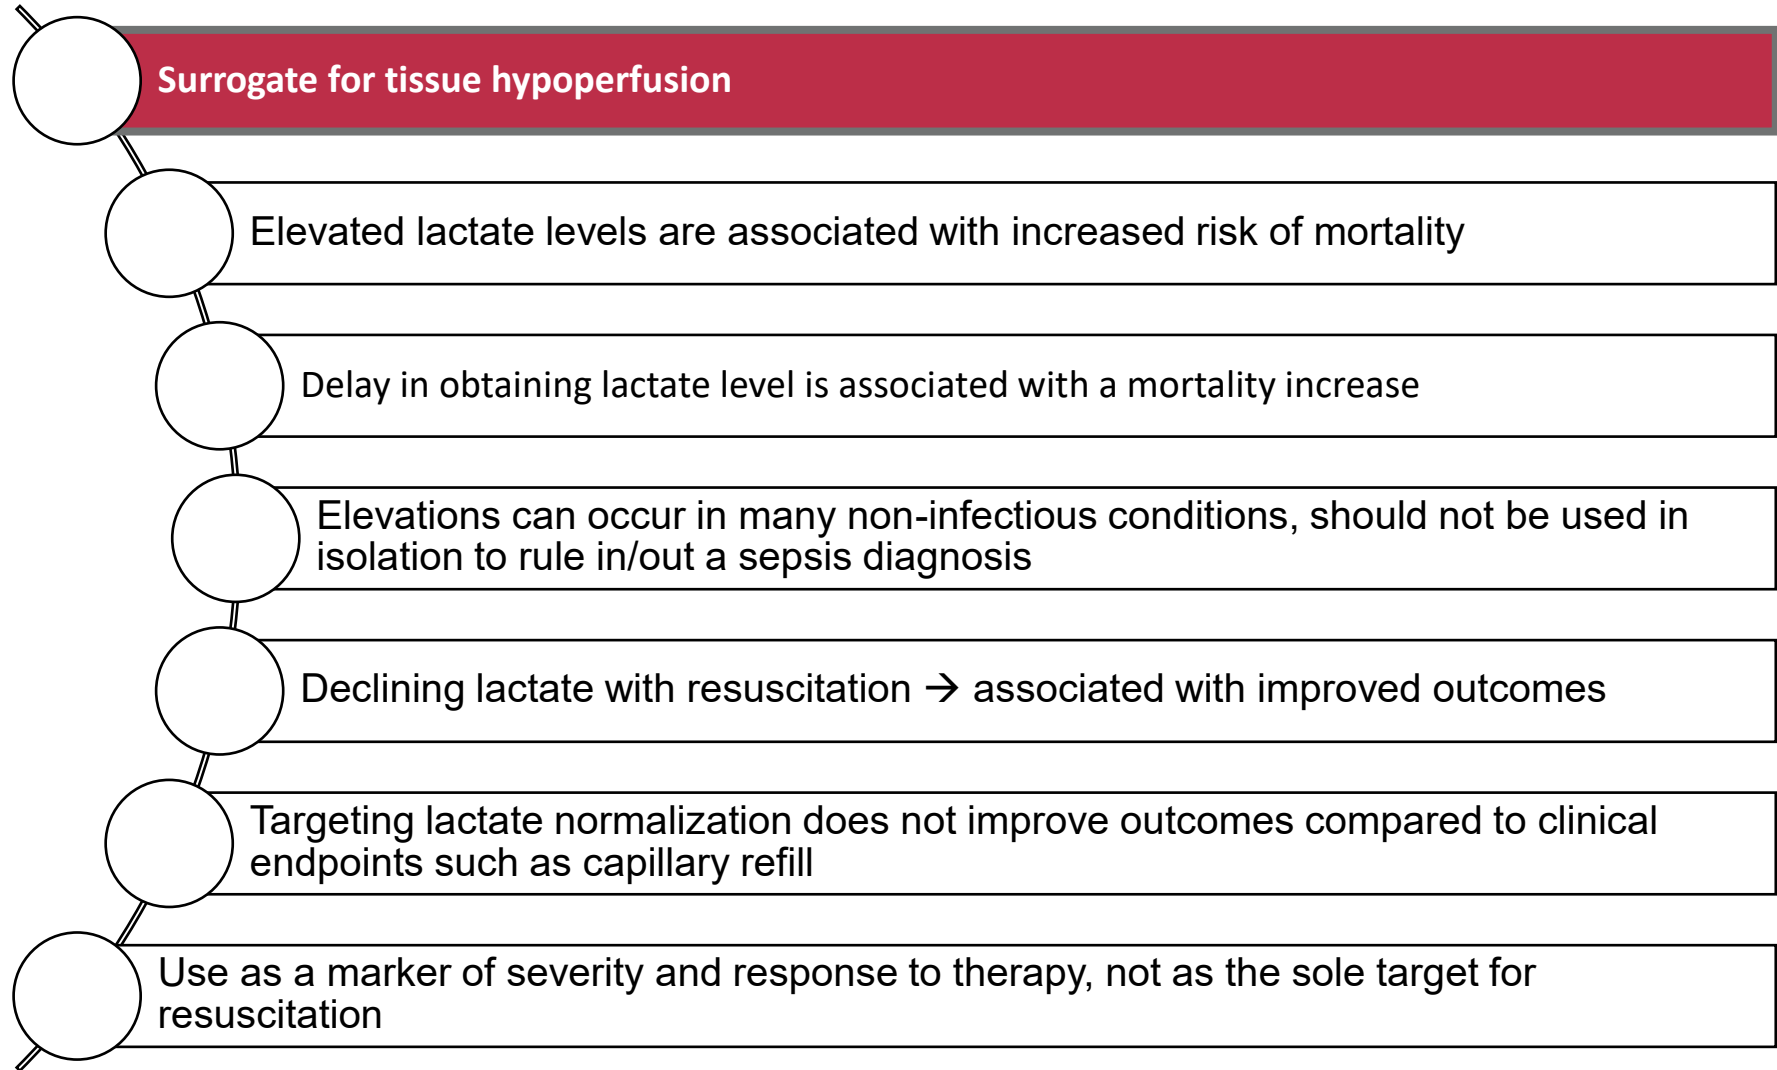 Surrogate for tissue hypoperfusion
Elevated lactate levels are associated with increased risk of mortality
Delay in obtaining lactate level is associated with a mortality increase
Elevations can occur in many non-infectious conditions, should not be used in
isolation to rule in/out a sepsis diagnosis
Declining lactate with resuscitation → associated with improved outcomes
Targeting lactate normalization does not improve outcomes compared to clinical
endpoints such as capillary refill
Use as a marker of severity and response to therapy, not as the sole target for
resuscitation